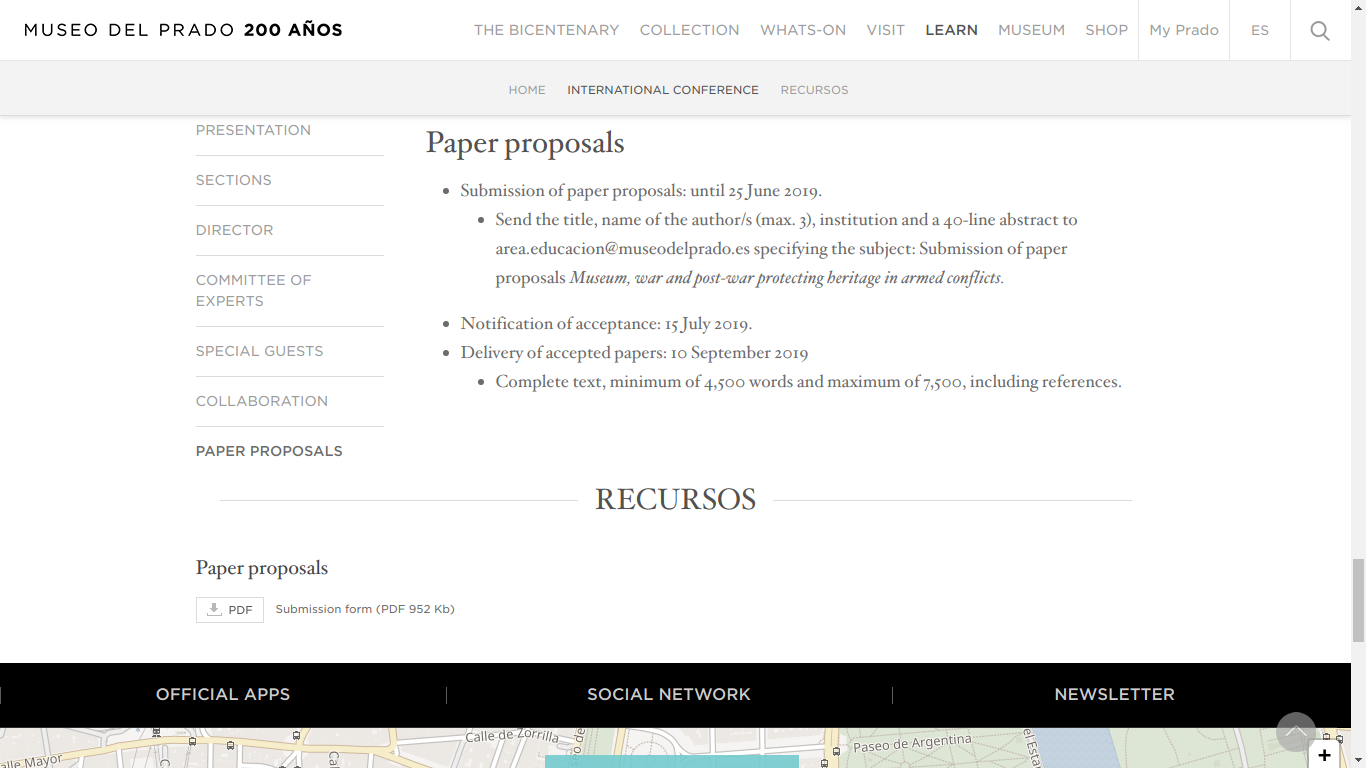 MUSEO DEL PRADO 200 AÑOS
THE BICENTENARY
COLLECTION
WHATS-ON
VISIT
LEARN
MUSEUM
SHOP
My Prado
ES
HOME
INTERNATIONAL CONFERENCE
RECURSOS
PRESENTATION
SECTIONS
DIRECTOR
COMMITTEE OF
EXPERTS
SPECIAL GUESTS
COLLABORATION
PAPER PROPOSALS
Paper proposals
Submission of paper proposals: until 25 June 2019.
Send the title, name of the author/s (max. 3), institution and a 40-line abstract to
area.educacion@museodelprado.es specifying the subject: Submission of paper
proposals Museum, war and post-war protecting heritage in armed conflicts.
Notification of acceptance: 15 July 2019.
Delivery of accepted papers: 10 September 2019
Complete text, minimum of 4,500 words and maximum of 7,500, including references.
RECURSOS
Paper proposals
PDF
Submission form (PDF 952 Kb)
OFFICIAL APPS
SOCIAL NETWORK
NEWSLETTER
Calle de Zorrilla
Paseo de Argentina
alle Mayor
+